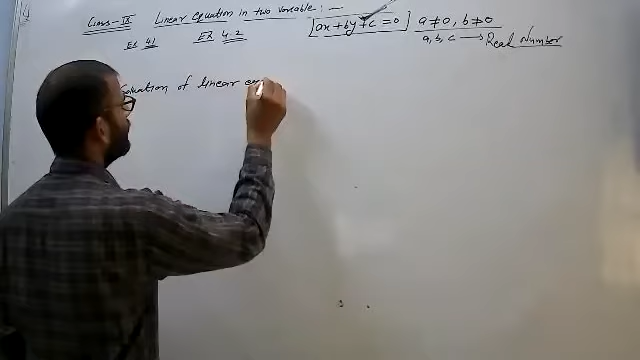 Class-IX Linear equation in two variable:- [ax+by+c=0] a≠0, b≠0
a, b, c → Real Number
Ex 4.1 Ex 4.2
Solution of linear